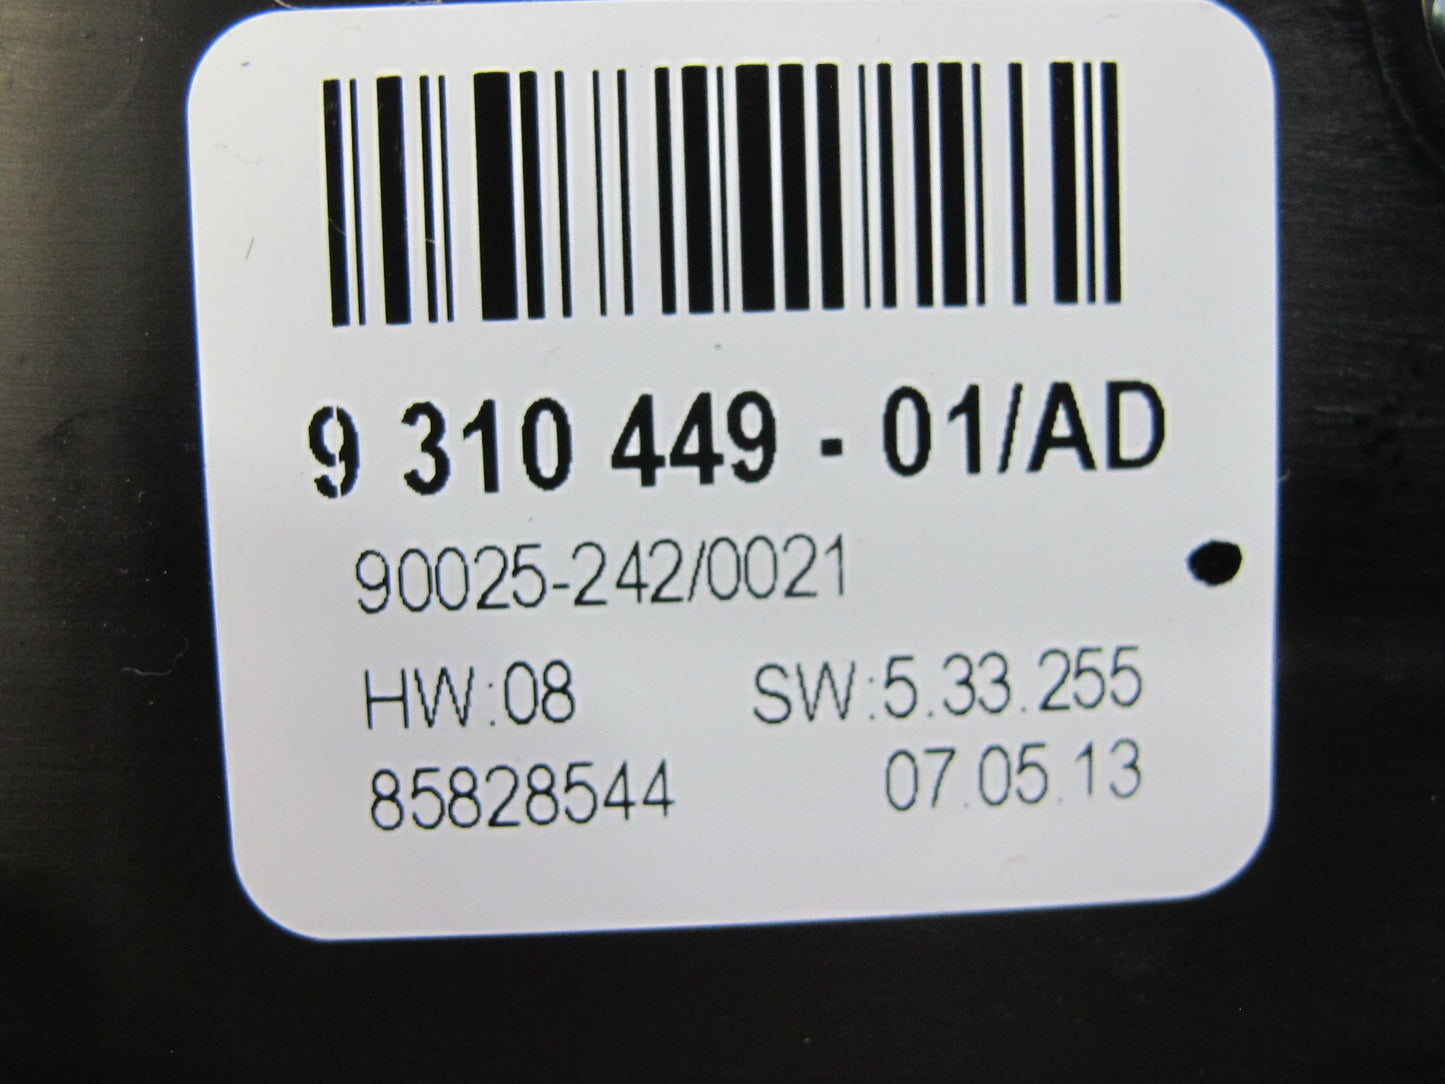 9 310 449 - 01/AD
90025-242/0021
HW:08 SW:5.33.255
85828544 07.05.13